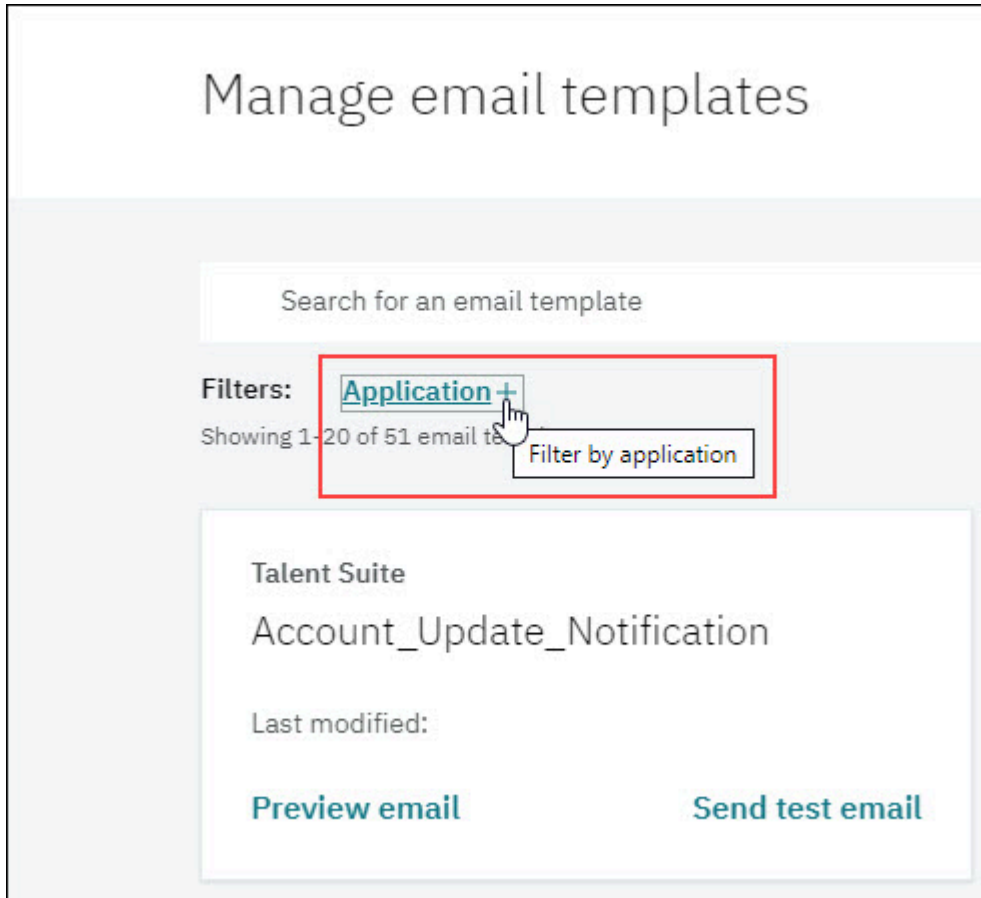 Manage email templates
Search for an email template
Filters: Application +
Showing 1-20 of 51 email
Filter by application
Talent Suite
Account_Update_Notification
Last modified:
Preview email Send test email